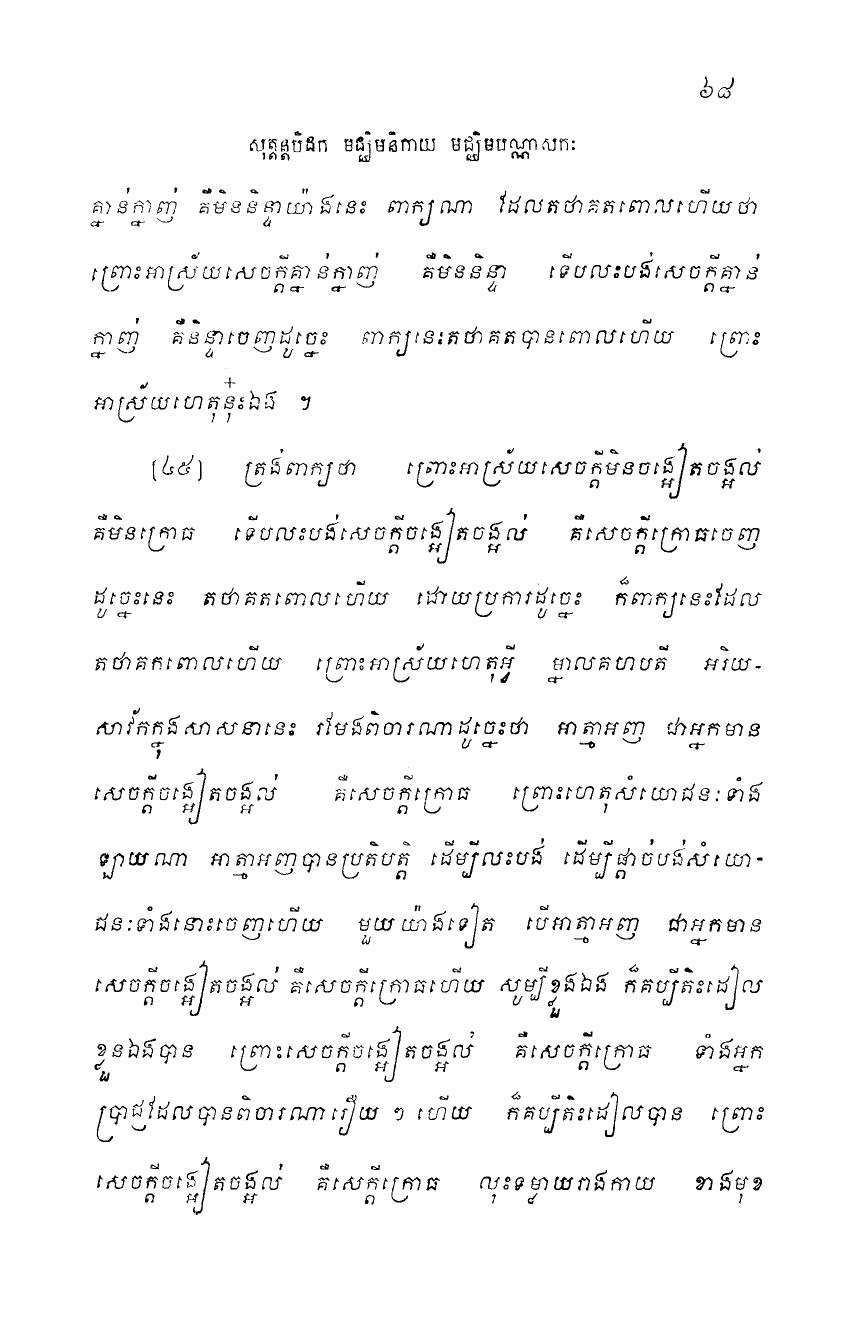 ៦៨
សុត្តន្តបិដក មជ្ឈិមនិកាយ មជ្ឈិមបណ្ណាសកៈ
គ្នាន់ក្នាញ់ គឺមិននិន្ទាយ៉ាងនេះ ពាក្យណា ដែលតថាគតពោលហើយថា
ព្រោះអាស្រ័យសេចក្តីគ្នាន់ក្នាញ់ គឺមិននិន្ទា ទើបលះបង់សេចក្តីគ្នាន់
ក្នាញ់ គឺនិន្ទាចេញដូច្នេះ ពាក្យនេះតថាគតបានពោលហើយ ព្រោះ
អាស្រ័យហេតុនុ៎ះឯង ។
[៤៥] ត្រង់ពាក្យថា ព្រោះអាស្រ័យសេចក្តីមិនចង្អៀតចង្អល់
គឺមិនក្រោធ ទើបលះបង់សេចក្តីចង្អៀតចង្អល់ គឺសេចក្តីក្រោធចេញ
ដូច្នេះនេះ តថាគតពោលហើយ ដោយប្រការដូច្នេះ ក៏ពាក្យនេះដែល
តថាគកពោលហើយ ព្រោះអាស្រ័យហេតុអ្វី ម្នាលគហបតី អរិយ-
សាវ័កក្នុងសាសនានេះ រមែងពិចារណាដូច្នេះថា អាត្មាអញ ជាអ្នកមាន
សេចក្តីចង្អៀតចង្អល់ គឺសេចក្តីក្រោធ ព្រោះហេតុសំយោជនៈទាំង
ឡាយណា អាត្មាអញបានប្រតិបត្តិ ដើម្បីលះបង់ ដើម្បីផ្តាច់បង់សំយោ-
ជនៈទាំងនោះចេញហើយ មួយយ៉ាងទៀត បើអាត្មាអញ ជាអ្នកមាន
សេចក្តីចង្អៀតចង្អល់ គឺសេចក្តីក្រោធហើយ សូម្បីខ្លួនឯង ក៏គប្បីតិះដៀល
ខ្លួនឯងបាន ព្រោះសេចក្តីចង្អៀតចង្អល់ គឺសេចក្តីក្រោធ ទាំងអ្នក
ប្រាជ្ញដែលបានពិចារណារឿយ ៗ ហើយ ក៏គប្បីតិះដៀលបាន ព្រោះ
សេចក្តីចង្អៀតចង្អល់ គឺសេក្តីក្រោធ លុះទម្លាយរាងកាយ ខាងមុខ